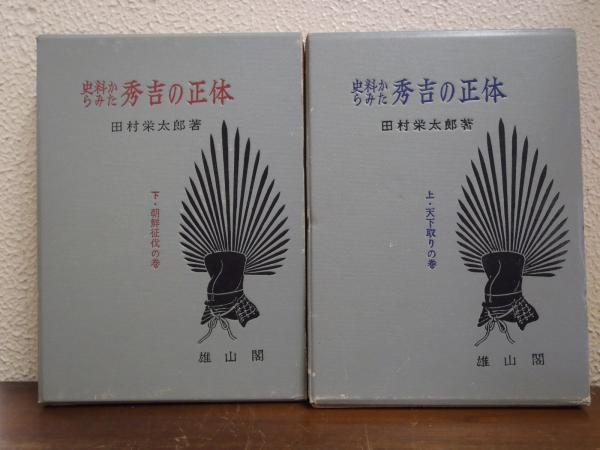 史料からみた 秀吉の正体
田村栄太郎著
下・朝鮮征伐の巻
雄山閣
史料からみた 秀吉の正体
田村栄太郎著
上・天下取りの巻
雄山閣